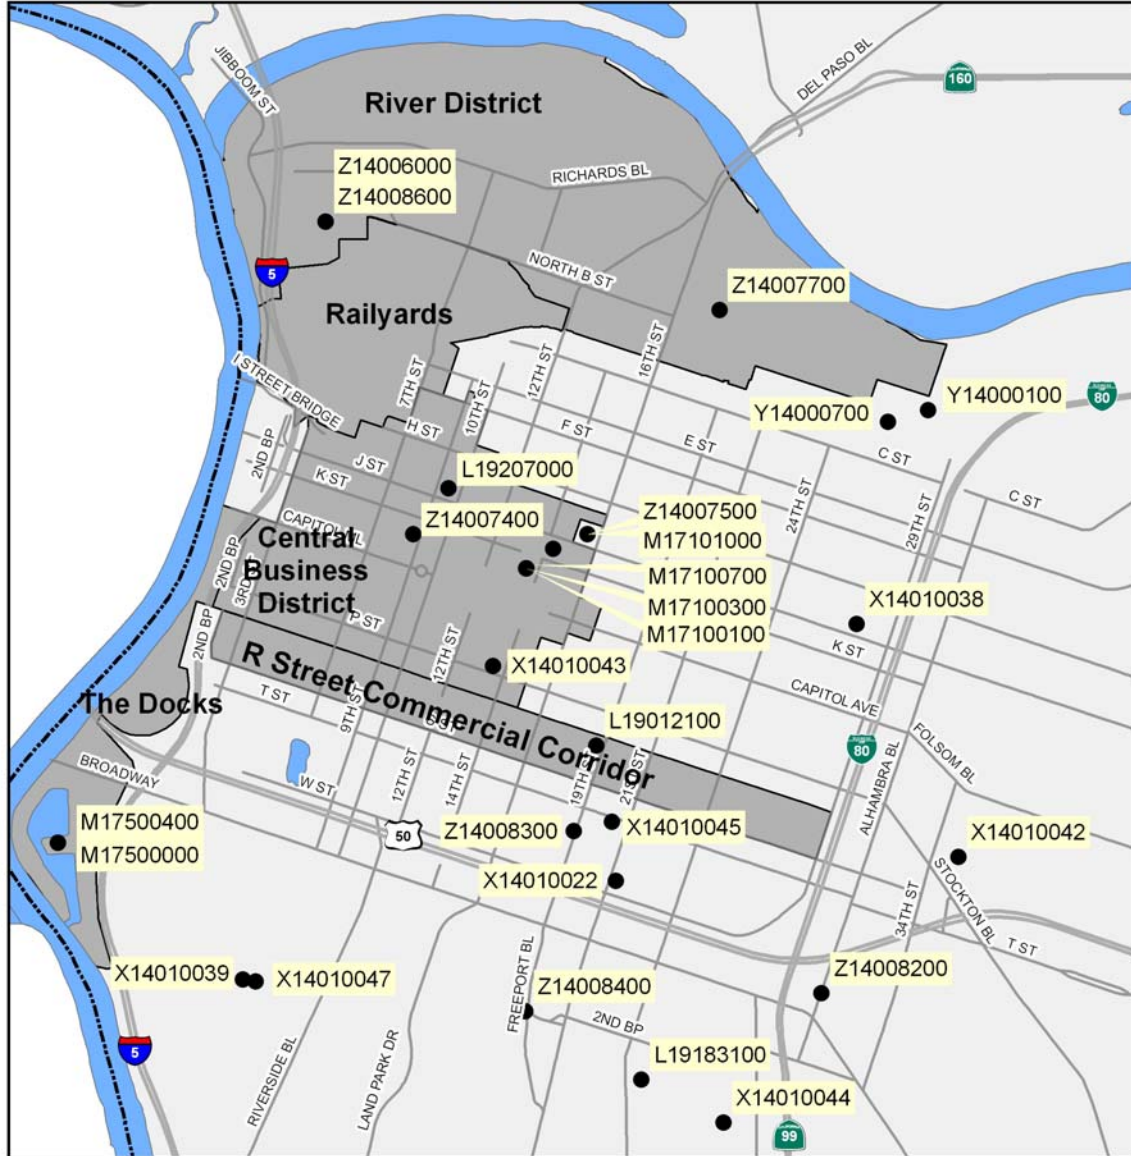 160
DEL PASO BL
JIBBOOM ST
River District
Z14006000
Z14008600
RICHARDS BL
5
NORTH B ST
Z14007700
Railyards
I STREET BRIDGE
7TH ST
10TH ST
12TH ST
16TH ST
Y14000100
80
Y14000700
H ST
F ST
E ST
C ST
C ST
2ND BP
J ST
K ST
L19207000
24TH ST
29TH ST
Z14007400
Z14007500
M17101000
Central
Business
District
2ND BP
M17100700
M17100300
M17100100
X14010038
P ST
K ST
2ND BP
12TH ST
X14010043
R Street Commercial Corridor
CAPITOL AVE
The Docks
T ST
9TH ST
L19012100
80
FOLSOM BL
BROADWAY
W ST
12TH ST
14TH ST
19TH ST
21ST ST
ALHAMBRA BL
M17500400
M17500000
50
Z14008300
X14010045
X14010042
X14010022
STOCKTON BL
34TH ST
T ST
X14010039
X14010047
FREEPORT BL
Z14008400
Z14008200
2ND BP
5
RIVERSIDE BL
LAND PARK DR
L19183100
X14010044
99